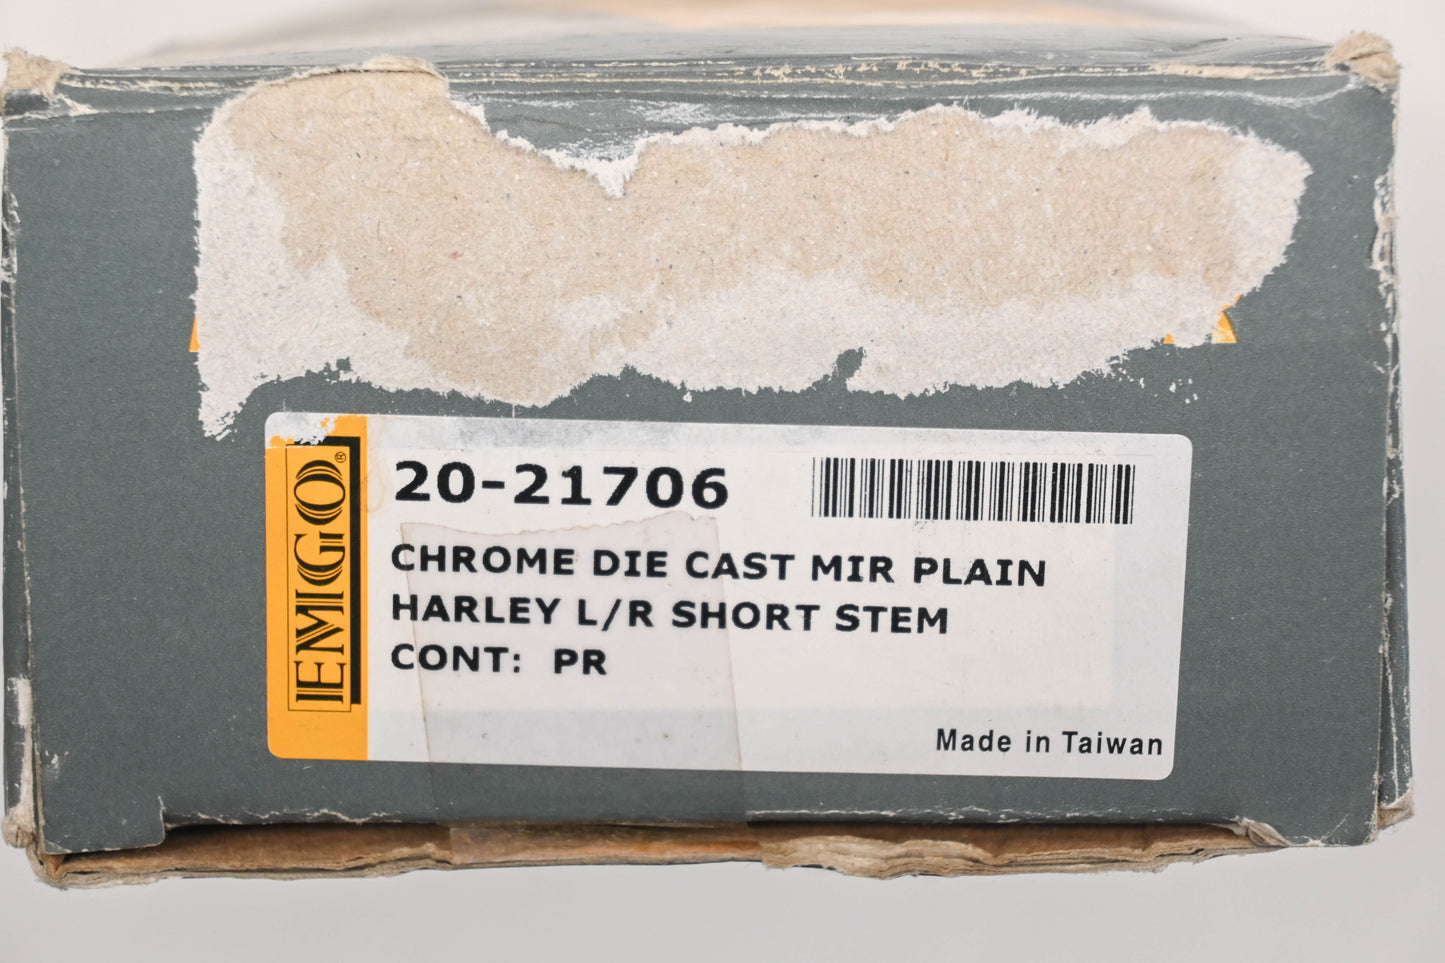 EMGO®
20-21706
CHROME DIE CAST MIR PLAIN
HARLEY L/R SHORT STEM
CONT: PR
Made in Taiwan